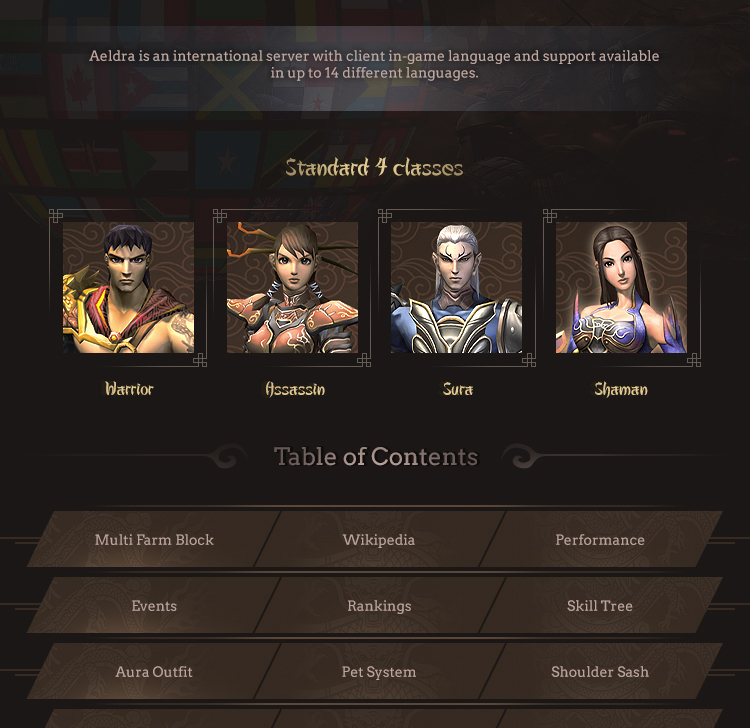 Aeldra is an international server with client in-game language and support available
in up to 14 different languages.
Standard 4 classes
Warrior
Assassin
Sura
Shaman
Table of Contents
Multi Farm Block
Wikipedia
Performance
Events
Rankings
Skill Tree
Aura Outfit
Pet System
Shoulder Sash